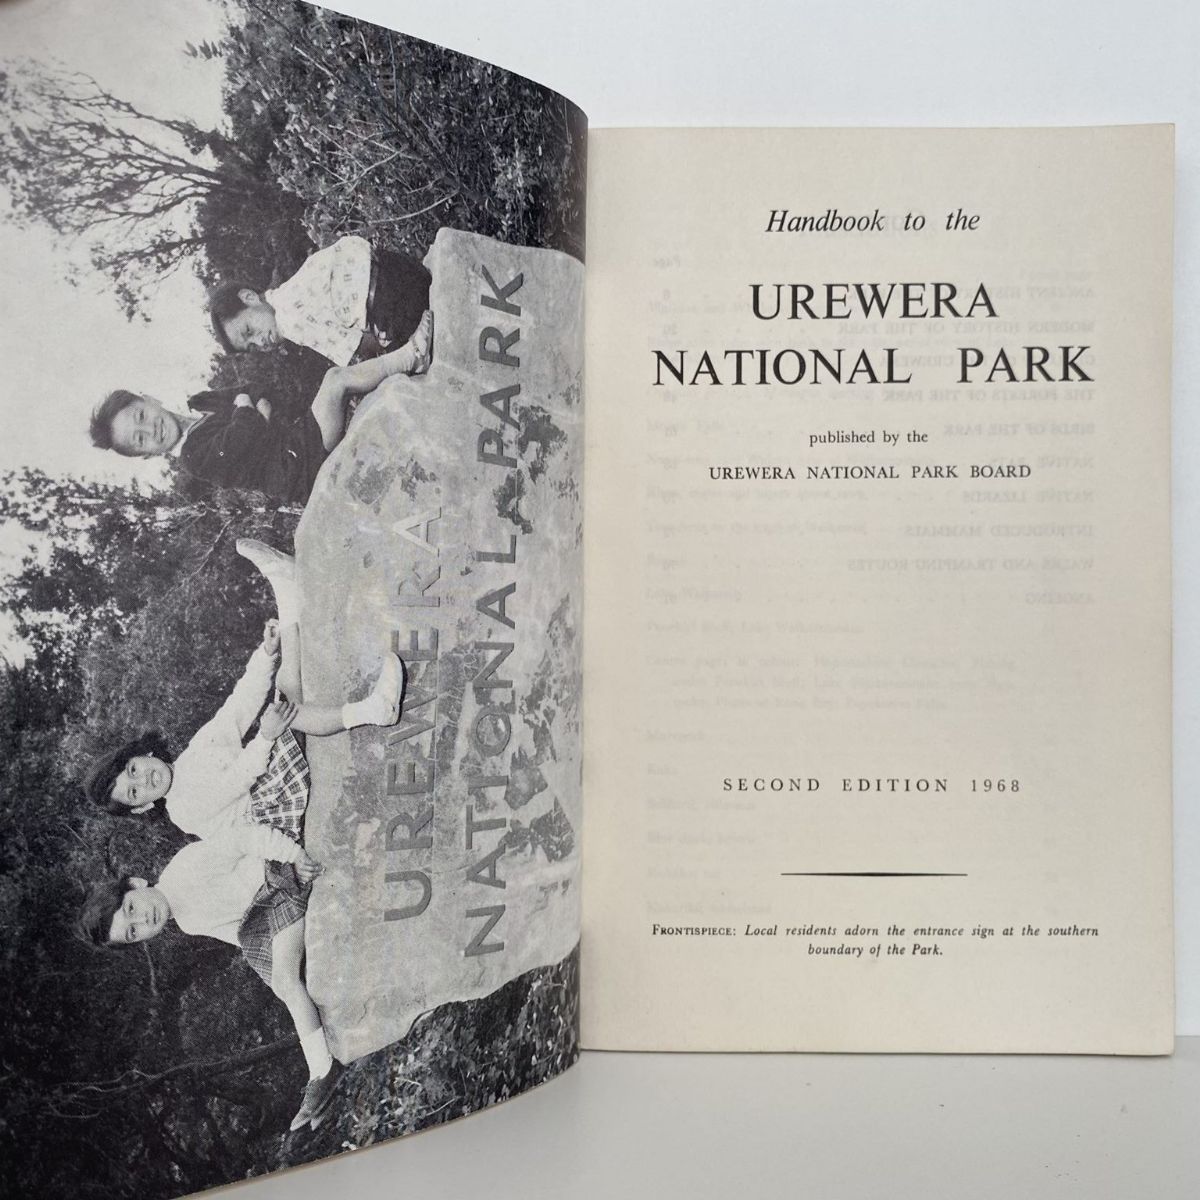 UREWERA
NATIONAL PARK
Handbook to the
UREWERA
NATIONAL PARK
published by the
UREWERA NATIONAL PARK BOARD
SECOND EDITION 1968
FRONTISPIECE: Local residents adorn the entrance sign at the southern
boundary of the Park.